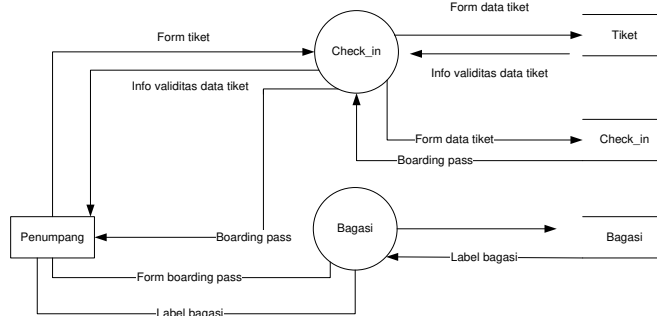 Form data tiket
Form tiket
Tiket
Check_in
Info validitas data tiket
Info validitas data tiket
Form data tiket
Check_in
Boarding pass
Penumpang
Boarding pass
Bagasi
Bagasi
Label bagasi
Form boarding pass
Label bagasi